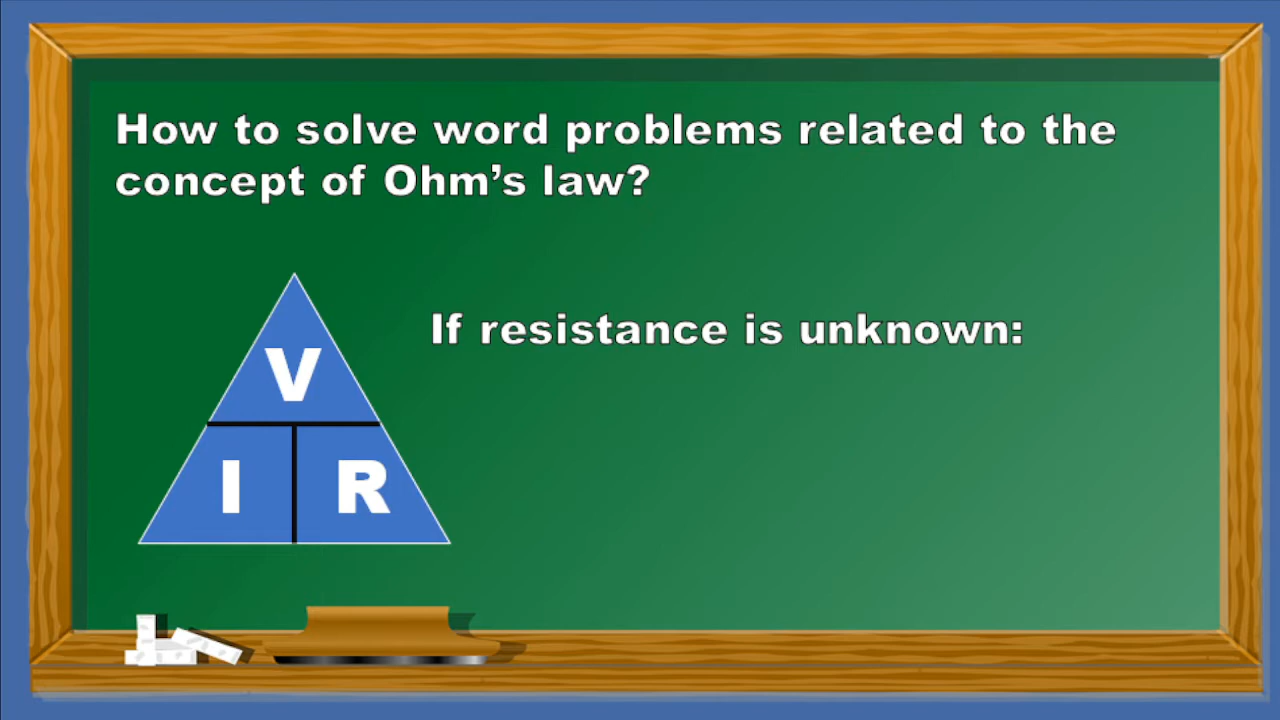 How to solve word problems related to the
concept of Ohm’s law?
If resistance is unknown:
V
I R